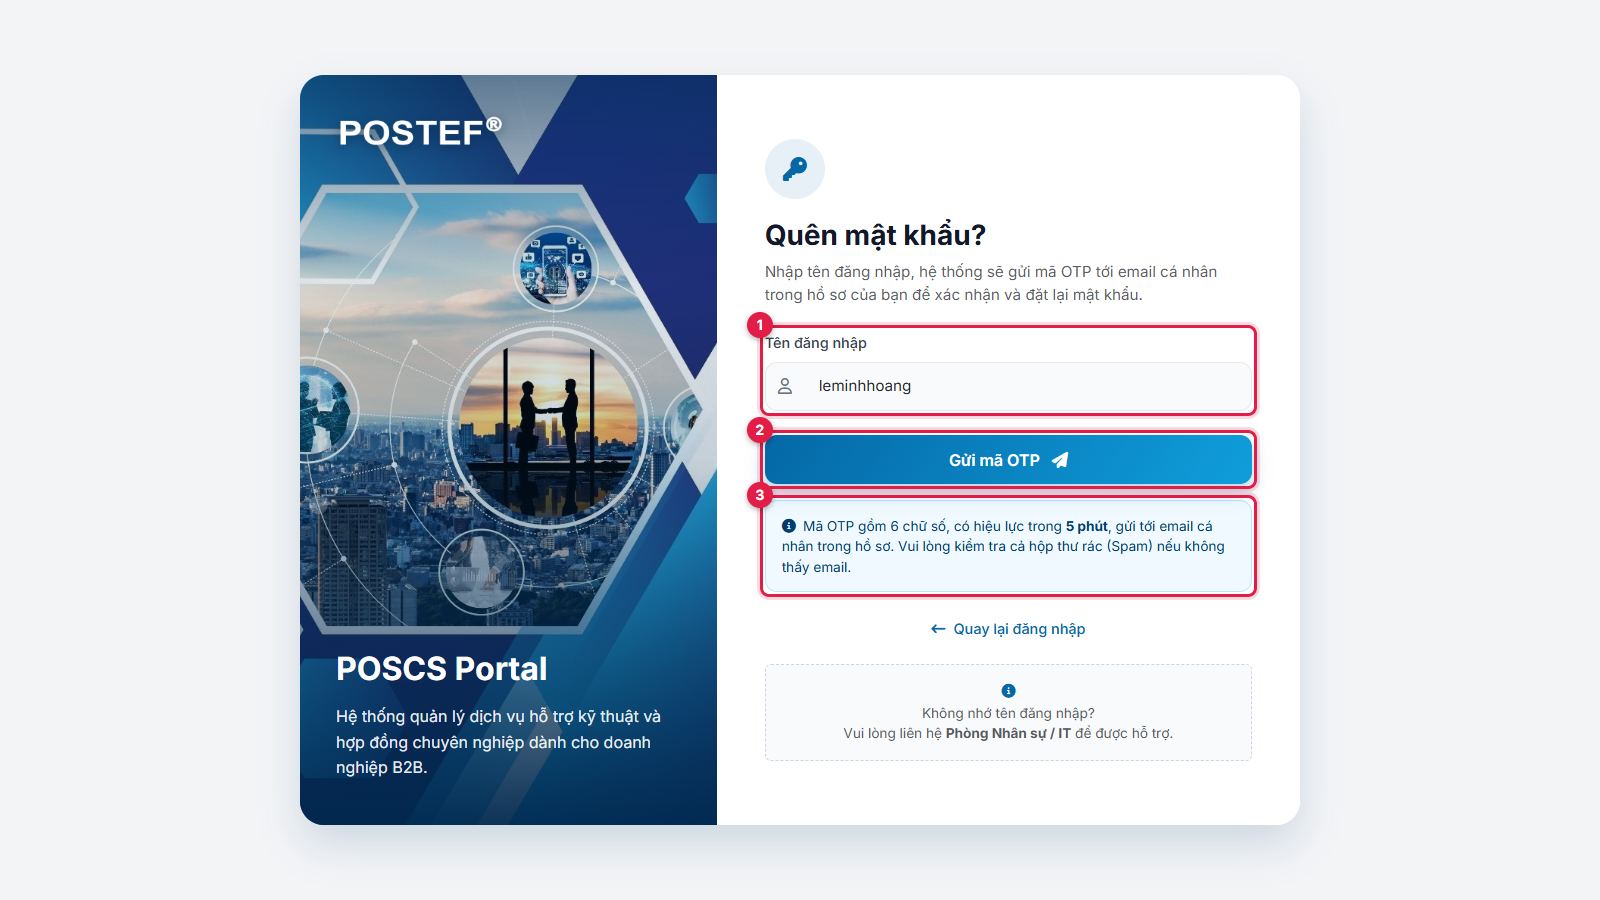 POSTEF®
POSCS Portal
Hệ thống quản lý dịch vụ hỗ trợ kỹ thuật và
hợp đồng chuyên nghiệp dành cho doanh
nghiệp B2B.
Quên mật khẩu?
Nhập tên đăng nhập, hệ thống sẽ gửi mã OTP tới email cá nhân
trong hồ sơ của bạn để xác nhận và đặt lại mật khẩu.
1
Tên đăng nhập
leminhhoang
2
Gửi mã OTP
3
Mã OTP gồm 6 chữ số, có hiệu lực trong 5 phút, gửi tới email cá
nhân trong hồ sơ. Vui lòng kiểm tra cả hộp thư rác (Spam) nếu không
thấy email.
Quay lại đăng nhập
Không nhớ tên đăng nhập?
Vui lòng liên hệ Phòng Nhân sự / IT để được hỗ trợ.